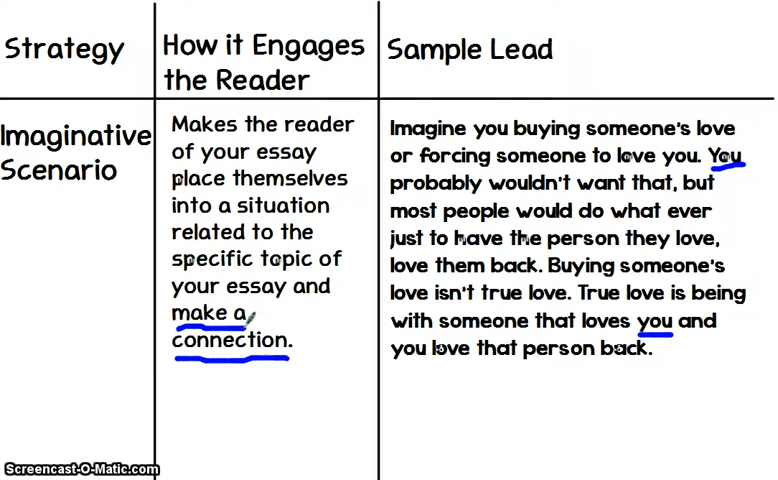 Strategy
How it Engages
the Reader
Sample Lead
Imaginative
Scenario
Makes the reader
of your essay
place themselves
into a situation
related to the
specific topic of
your essay and
make a
connection.
Imagine you buying someone's love
or forcing someone to love you. You
probably wouldn't want that, but
most people would do what ever
just to have the person they love,
love them back. Buying someone's
love isn't true love. True love is being
with someone that loves you and
you love that person back.
Screencast-O-Matic.com